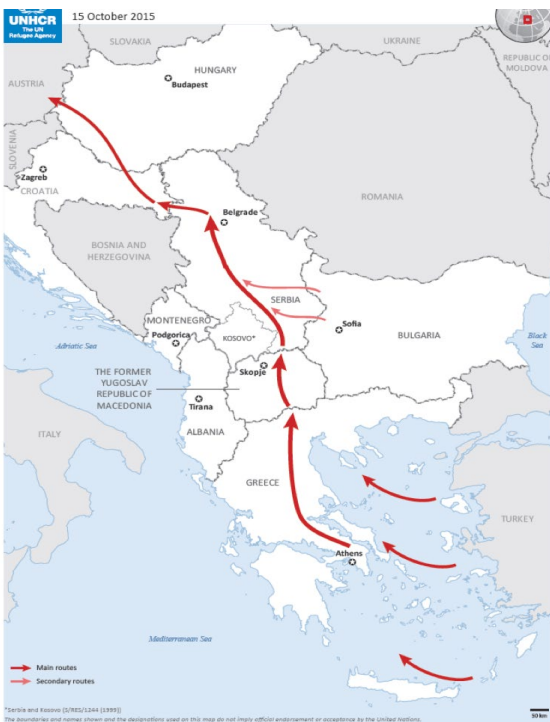 UNHCR
The UN
Refugee Agency
15 October 2015
SLOVAKIA
UKRAINE
REPUBLIC OF
MOLDOVA
HUNGARY
Budapest
AUSTRIA
SLOVENIA
Zagreb
CROATIA
ROMANIA
Belgrade
BOSNIA AND
HERZEGOVINA
SERBIA
MONTENEGRO
Podgorica
KOSOVO*
Sofia
BULGARIA
Black
Sea
Adriatic Sea
Skopje
THE FORMER
YUGOSLAV
REPUBLIC OF
MACEDONIA
Tirana
ALBANIA
ITALY
GREECE
TURKEY
Athens
Mediterranean Sea
Main routes
Secondary routes
*Serbia and Kosovo (S/RES/1244 (1999))
The boundaries and names shown and the declarations used on this map do not imply official endorsement or acceptance by the United Nations.
50 km